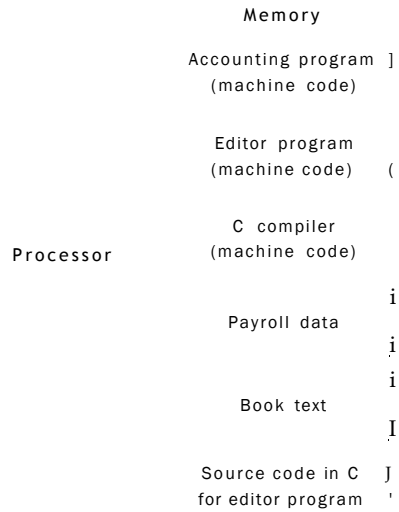 Memory
Accounting program ]
(machine code)
Editor program
(machine code) (
C compiler
(machine code)
Processor
i
Payroll data
i
i
Book text
I
Source code in C J
for editor program '